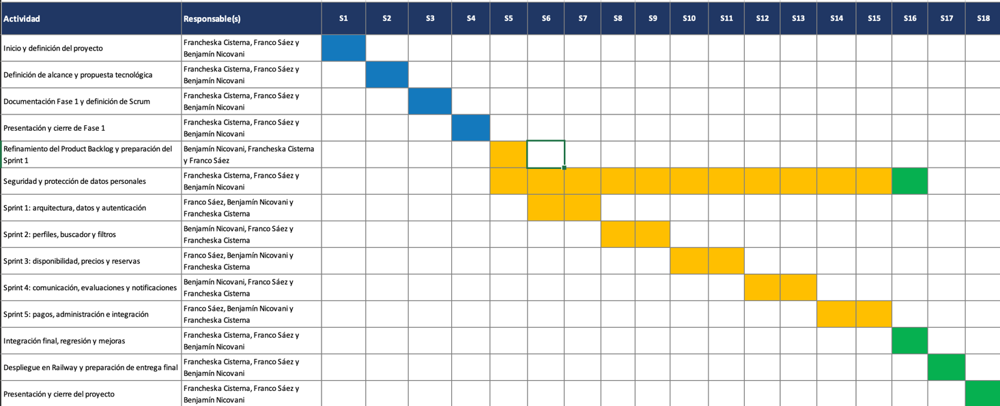 Actividad Responsable(s) S1 S2 S3 S4 S5 S6 S7 S8 S9 S10 S11 S12 S13 S14 S15 S16 S17 S18
Inicio y definición del proyecto
Francheska Cisterna, Franco Sáez y
Benjamín Nicovani
Definición de alcance y propuesta tecnológica
Francheska Cisterna, Franco Sáez y
Benjamín Nicovani
Documentación Fase 1 y definición de Scrum
Francheska Cisterna, Franco Sáez y
Benjamín Nicovani
Presentación y cierre de Fase 1
Francheska Cisterna, Franco Sáez y
Benjamín Nicovani
Refinamiento del Product Backlog y preparación del
Sprint 1
Benjamín Nicovani, Francheska Cisterna
y Franco Sáez
Seguridad y protección de datos personales
Francheska Cisterna, Franco Sáez y
Benjamín Nicovani
Sprint 1: arquitectura, datos y autenticación
Franco Sáez, Benjamín Nicovani y
Francheska Cisterna
Sprint 2: perfiles, buscador y filtros
Benjamín Nicovani, Franco Sáez y
Francheska Cisterna
Sprint 3: disponibilidad, precios y reservas
Franco Sáez, Benjamín Nicovani y
Francheska Cisterna
Sprint 4: comunicación, evaluaciones y notificaciones
Benjamín Nicovani, Franco Sáez y
Francheska Cisterna
Sprint 5: pagos, administración e integración
Franco Sáez, Benjamín Nicovani y
Francheska Cisterna
Integración final, regresión y mejoras
Francheska Cisterna, Franco Sáez y
Benjamín Nicovani
Despliegue en Railway y preparación de entrega final
Francheska Cisterna, Franco Sáez y
Benjamín Nicovani
Presentación y cierre del proyecto
Francheska Cisterna, Franco Sáez y
Benjamín Nicovani